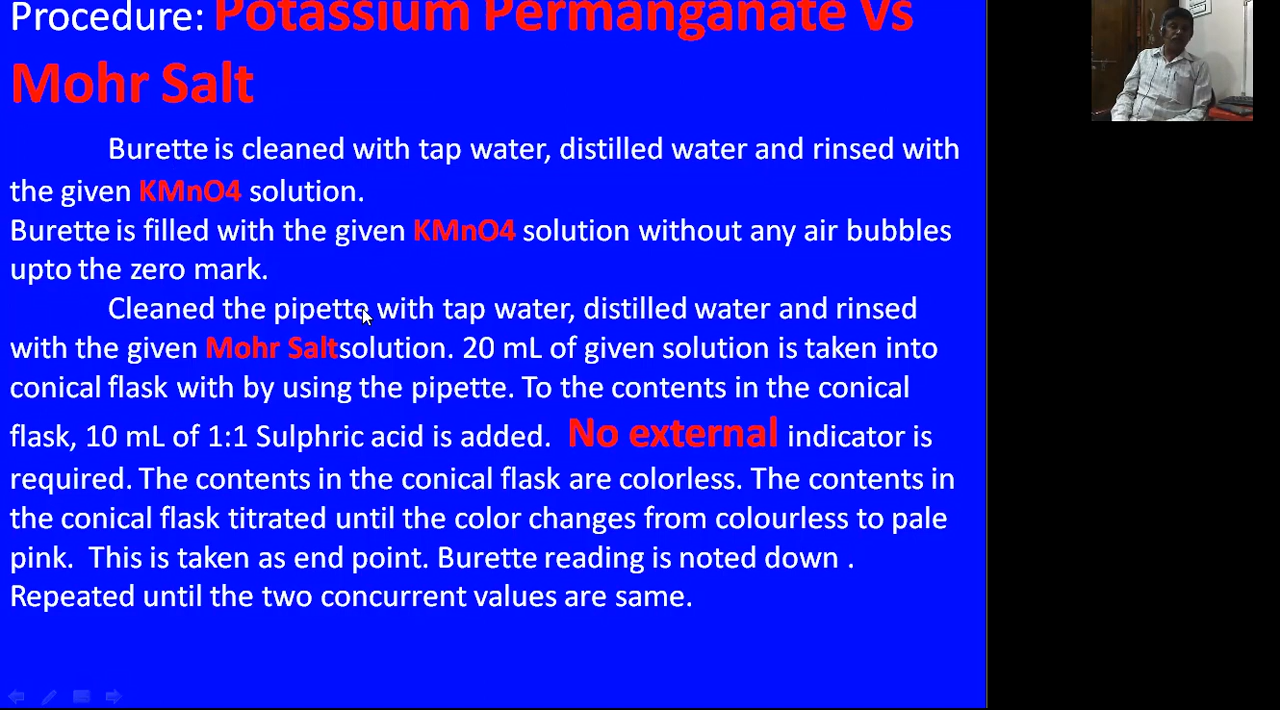 Procedure: Potassium Permanganate Vs
Mohr Salt
Burette is cleaned with tap water, distilled water and rinsed with
the given KMnO4 solution.
Burette is filled with the given KMnO4 solution without any air bubbles
upto the zero mark.
Cleaned the pipette with tap water, distilled water and rinsed
with the given Mohr Saltsolution. 20 mL of given solution is taken into
conical flask with by using the pipette. To the contents in the conical
flask, 10 mL of 1:1 Sulphric acid is added. No external indicator is
required. The contents in the conical flask are colorless. The contents in
the conical flask titrated until the color changes from colourless to pale
pink. This is taken as end point. Burette reading is noted down .
Repeated until the two concurrent values are same.